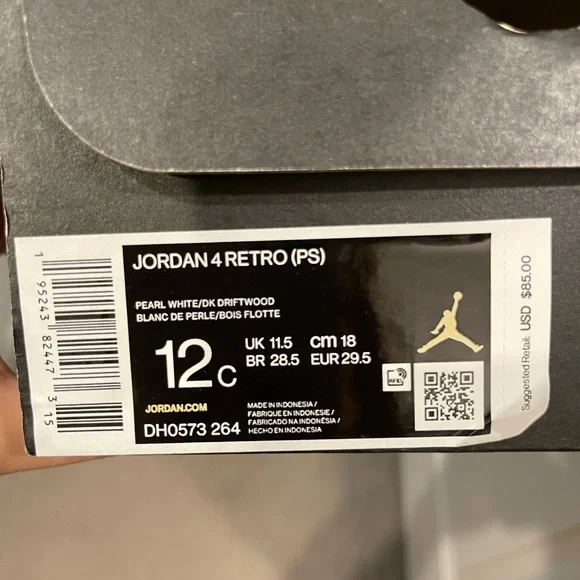 JORDAN 4 RETRO (PS)
PEARL WHITE/DK DRIFTWOOD
BLANC DE PERLE/BOIS FLOTTE
12C
UK 11.5 cm 18
BR 28.5 EUR 29.5
RFID
JORDAN.COM
DH0573 264
MADE IN INDONESIA /
FABRIQUE EN INDONESIE /
FABRICADO NA INDONÉSIA /
HECHO EN INDONESIA
1 95243 82447 3 15
Suggested Retail: USD $85.00